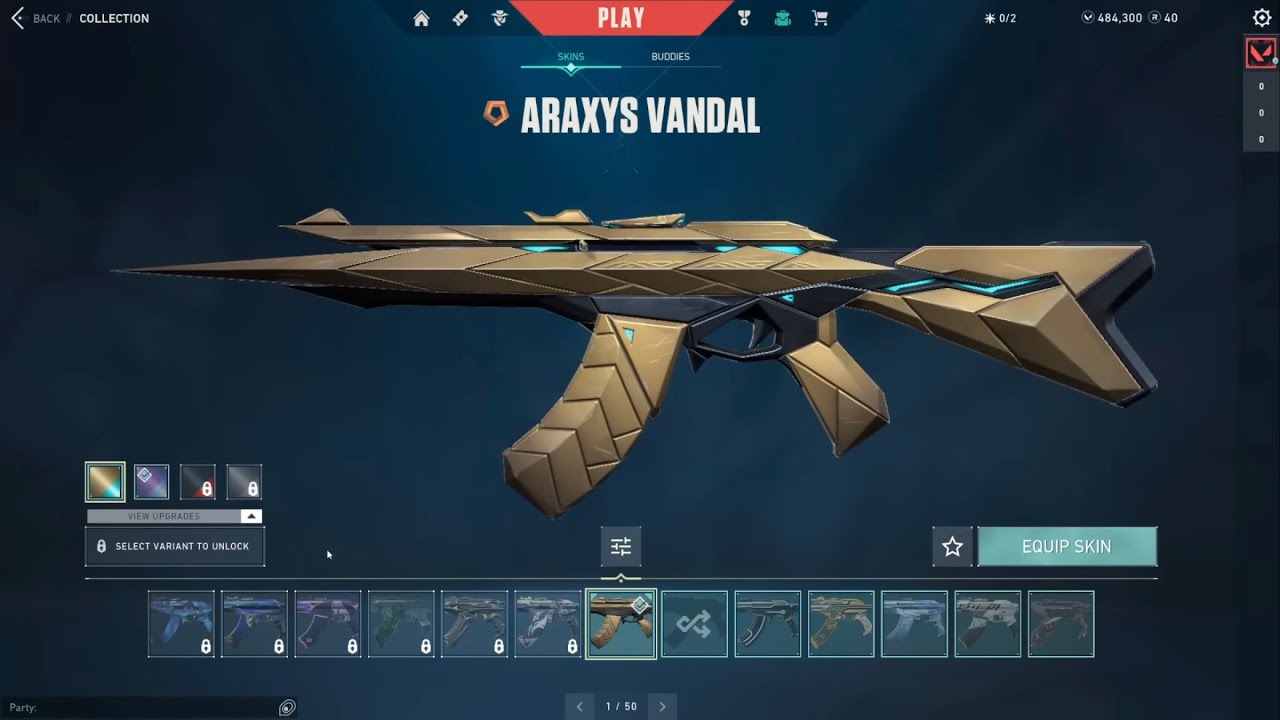 BACK // COLLECTION
PLAY
0/2
484,300 R 40
SKINS BUDDIES
ARAXYS VANDAL
0
0
0
VIEW UPGRADES
SELECT VARIANT TO UNLOCK
EQUIP SKIN
Party:
1 / 50